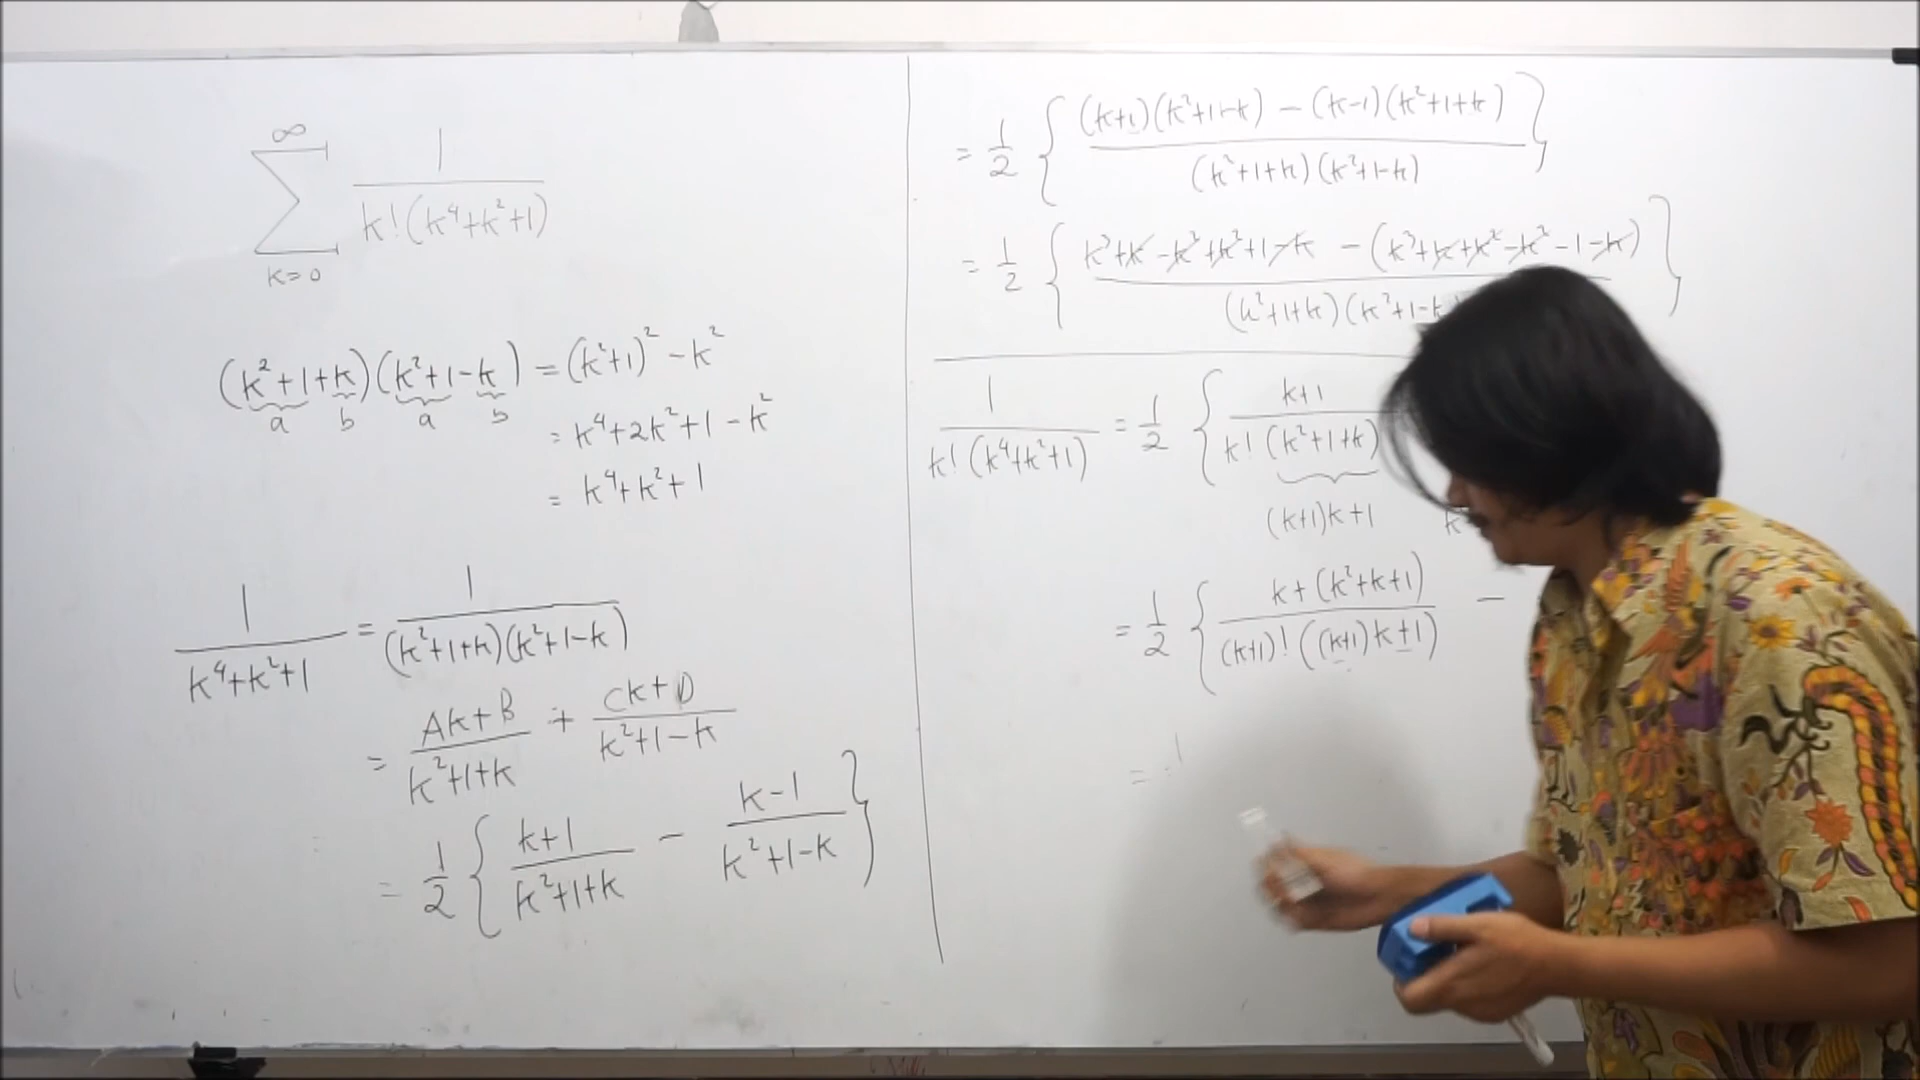 ∞
∑ 1 / k!(k⁴+k²+1)
k=0
(k²+1+k)(k²+1-k) = (k²+1)² - k²
a b a b
= k⁴+2k²+1-k²
= k⁴+k²+1
1 / k⁴+k²+1 = 1 / (k²+1+k)(k²+1-k)
= Ak+B / k²+1+k + Ck+D / k²+1-k
= 1/2 { k+1 / k²+1+k - k-1 / k²+1-k }
= 1/2 { (k+1)(k²+1-k) - (k-1)(k²+1+k) / (k²+1+k)(k²+1-k) }
= 1/2 { k³+k-k²+k²+1-k - (k³+k+k²-k²-1-k) / (k²+1+k)(k²+1-k }
1 / k!(k⁴+k²+1) = 1/2 { k+1 / k!(k²+1+k)
(k+1)k+1
= 1/2 { k+(k²+k+1) / (k+1)!((k+1)k+1) -
=